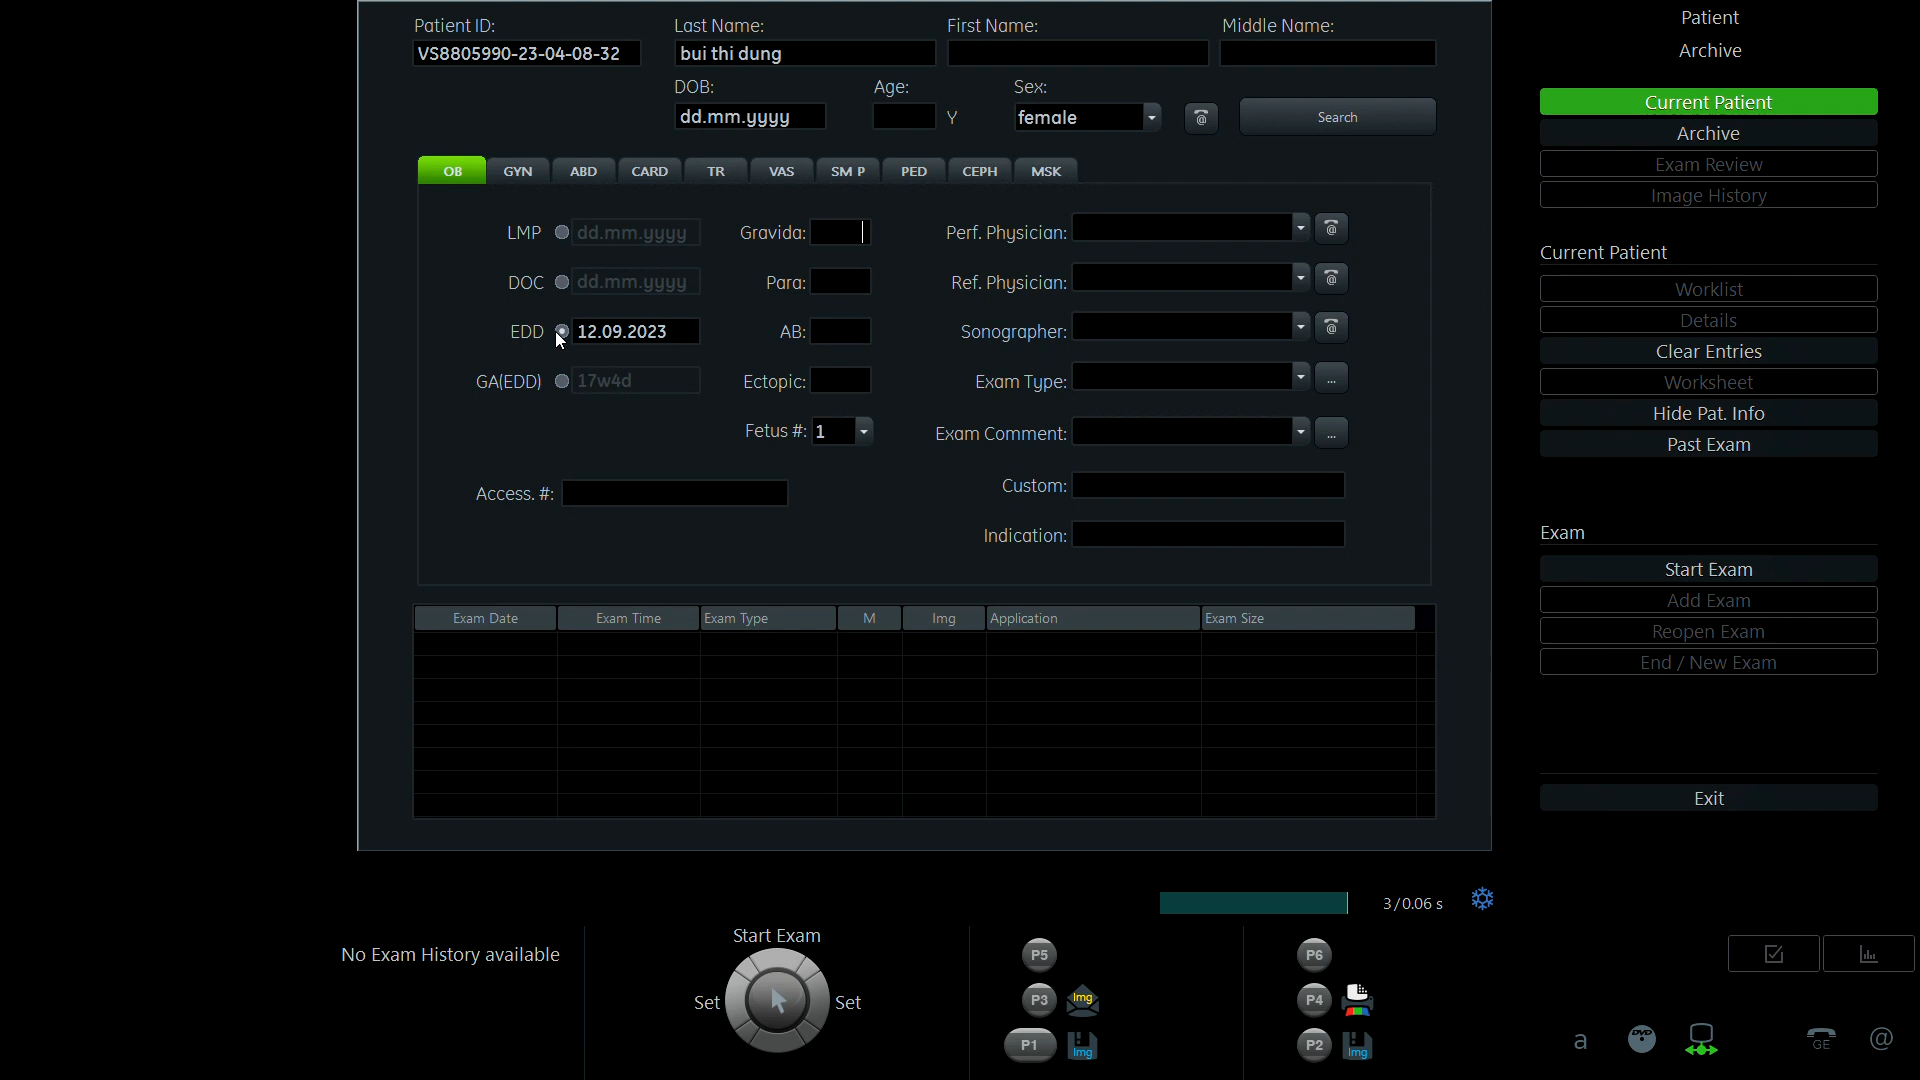 Patient ID: Last Name: First Name: Middle Name:
VS8805990-23-04-08-32 bui thi dung
DOB: Age: Sex:
dd.mm.yyyy Y female @ Search
OB GYN ABD CARD TR VAS SM P PED CEPH MSK
LMP dd.mm.yyyy Gravida: Perf. Physician: @
DOC dd.mm.yyyy Para: Ref. Physician: @
EDD 12.09.2023 AB: Sonographer: @
GA(EDD) 17w4d Ectopic: Exam Type: ...
Fetus #: 1 Exam Comment: ...
Access. #: Custom:
Indication:
Exam Date Exam Time Exam Type M Img Application Exam Size
Patient
Archive
Current Patient
Archive
Exam Review
Image History
Current Patient
Worklist
Details
Clear Entries
Worksheet
Hide Pat. Info
Past Exam
Exam
Start Exam
Add Exam
Reopen Exam
End / New Exam
Exit
3/0.06 s
No Exam History available
Start Exam
Set Set
P5 P6
P3 Img P4
P1 Img P2 Img
a DVD GE @